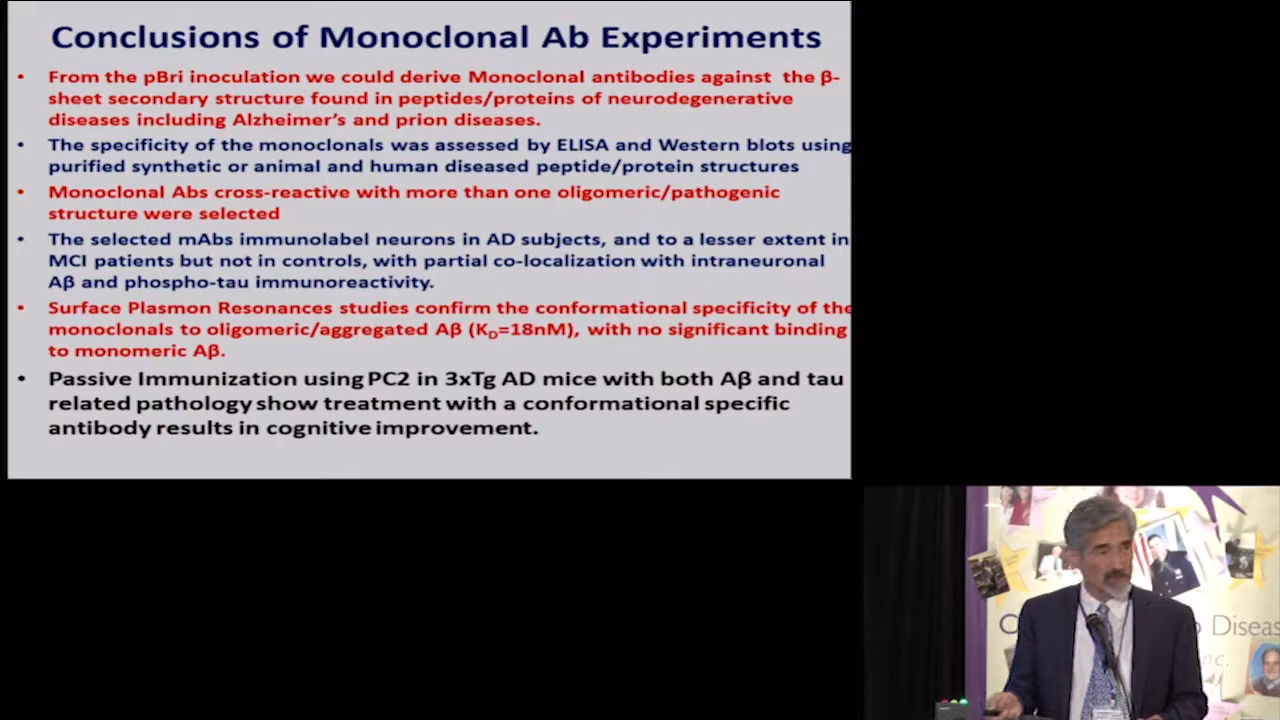 Conclusions of Monoclonal Ab Experiments
• From the pBri inoculation we could derive Monoclonal antibodies against the β-
sheet secondary structure found in peptides/proteins of neurodegenerative
diseases including Alzheimer's and prion diseases.
• The specificity of the monoclonals was assessed by ELISA and Western blots using
purified synthetic or animal and human diseased peptide/protein structures
• Monoclonal Abs cross-reactive with more than one oligomeric/pathogenic
structure were selected
• The selected mAbs immunolabel neurons in AD subjects, and to a lesser extent in
MCI patients but not in controls, with partial co-localization with intraneuronal
Aβ and phospho-tau immunoreactivity.
• Surface Plasmon Resonances studies confirm the conformational specificity of the
monoclonals to oligomeric/aggregated Aβ (KD=18nM), with no significant binding
to monomeric Aβ.
• Passive Immunization using PC2 in 3xTg AD mice with both Aβ and tau
related pathology show treatment with a conformational specific
antibody results in cognitive improvement.
Diseas
nc.